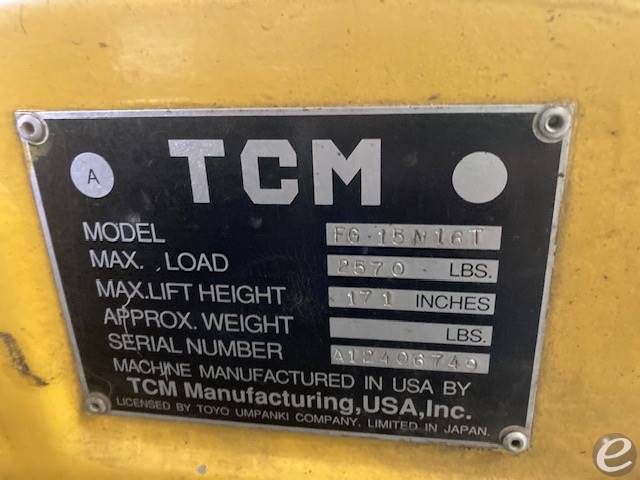 A TCM
MODEL FG-15N16T
MAX. LOAD 2570 LBS.
MAX.LIFT HEIGHT 171 INCHES
APPROX. WEIGHT LBS.
SERIAL NUMBER A12406749
MACHINE MANUFACTURED IN USA BY
TCM Manufacturing,USA,Inc.
LICENSED BY TOYO UMPANKI COMPANY, LIMITED IN JAPAN.
e